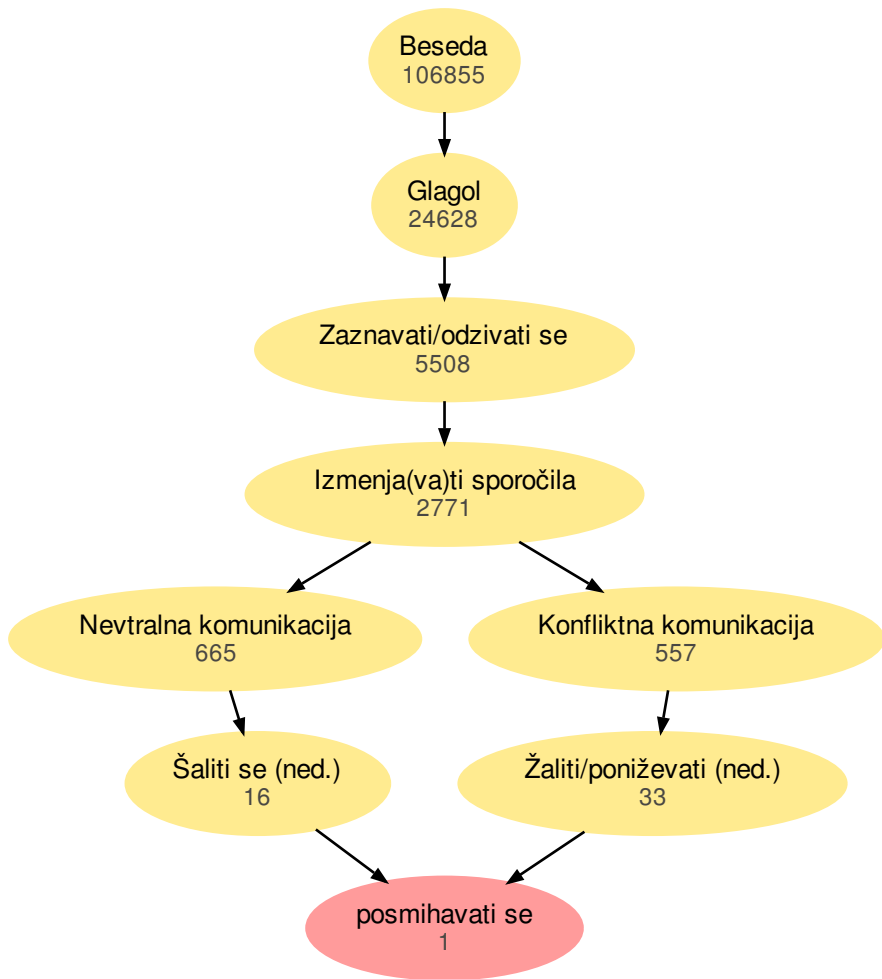 Beseda
106855
Glagol
24628
Zaznavati/odzivati se
5508
Izmenja(va)ti sporočila
2771
Nevtralna komunikacija
665
Konfliktna komunikacija
557
Šaliti se (ned.)
16
Žaliti/poniževati (ned.)
33
posmihavati se
1